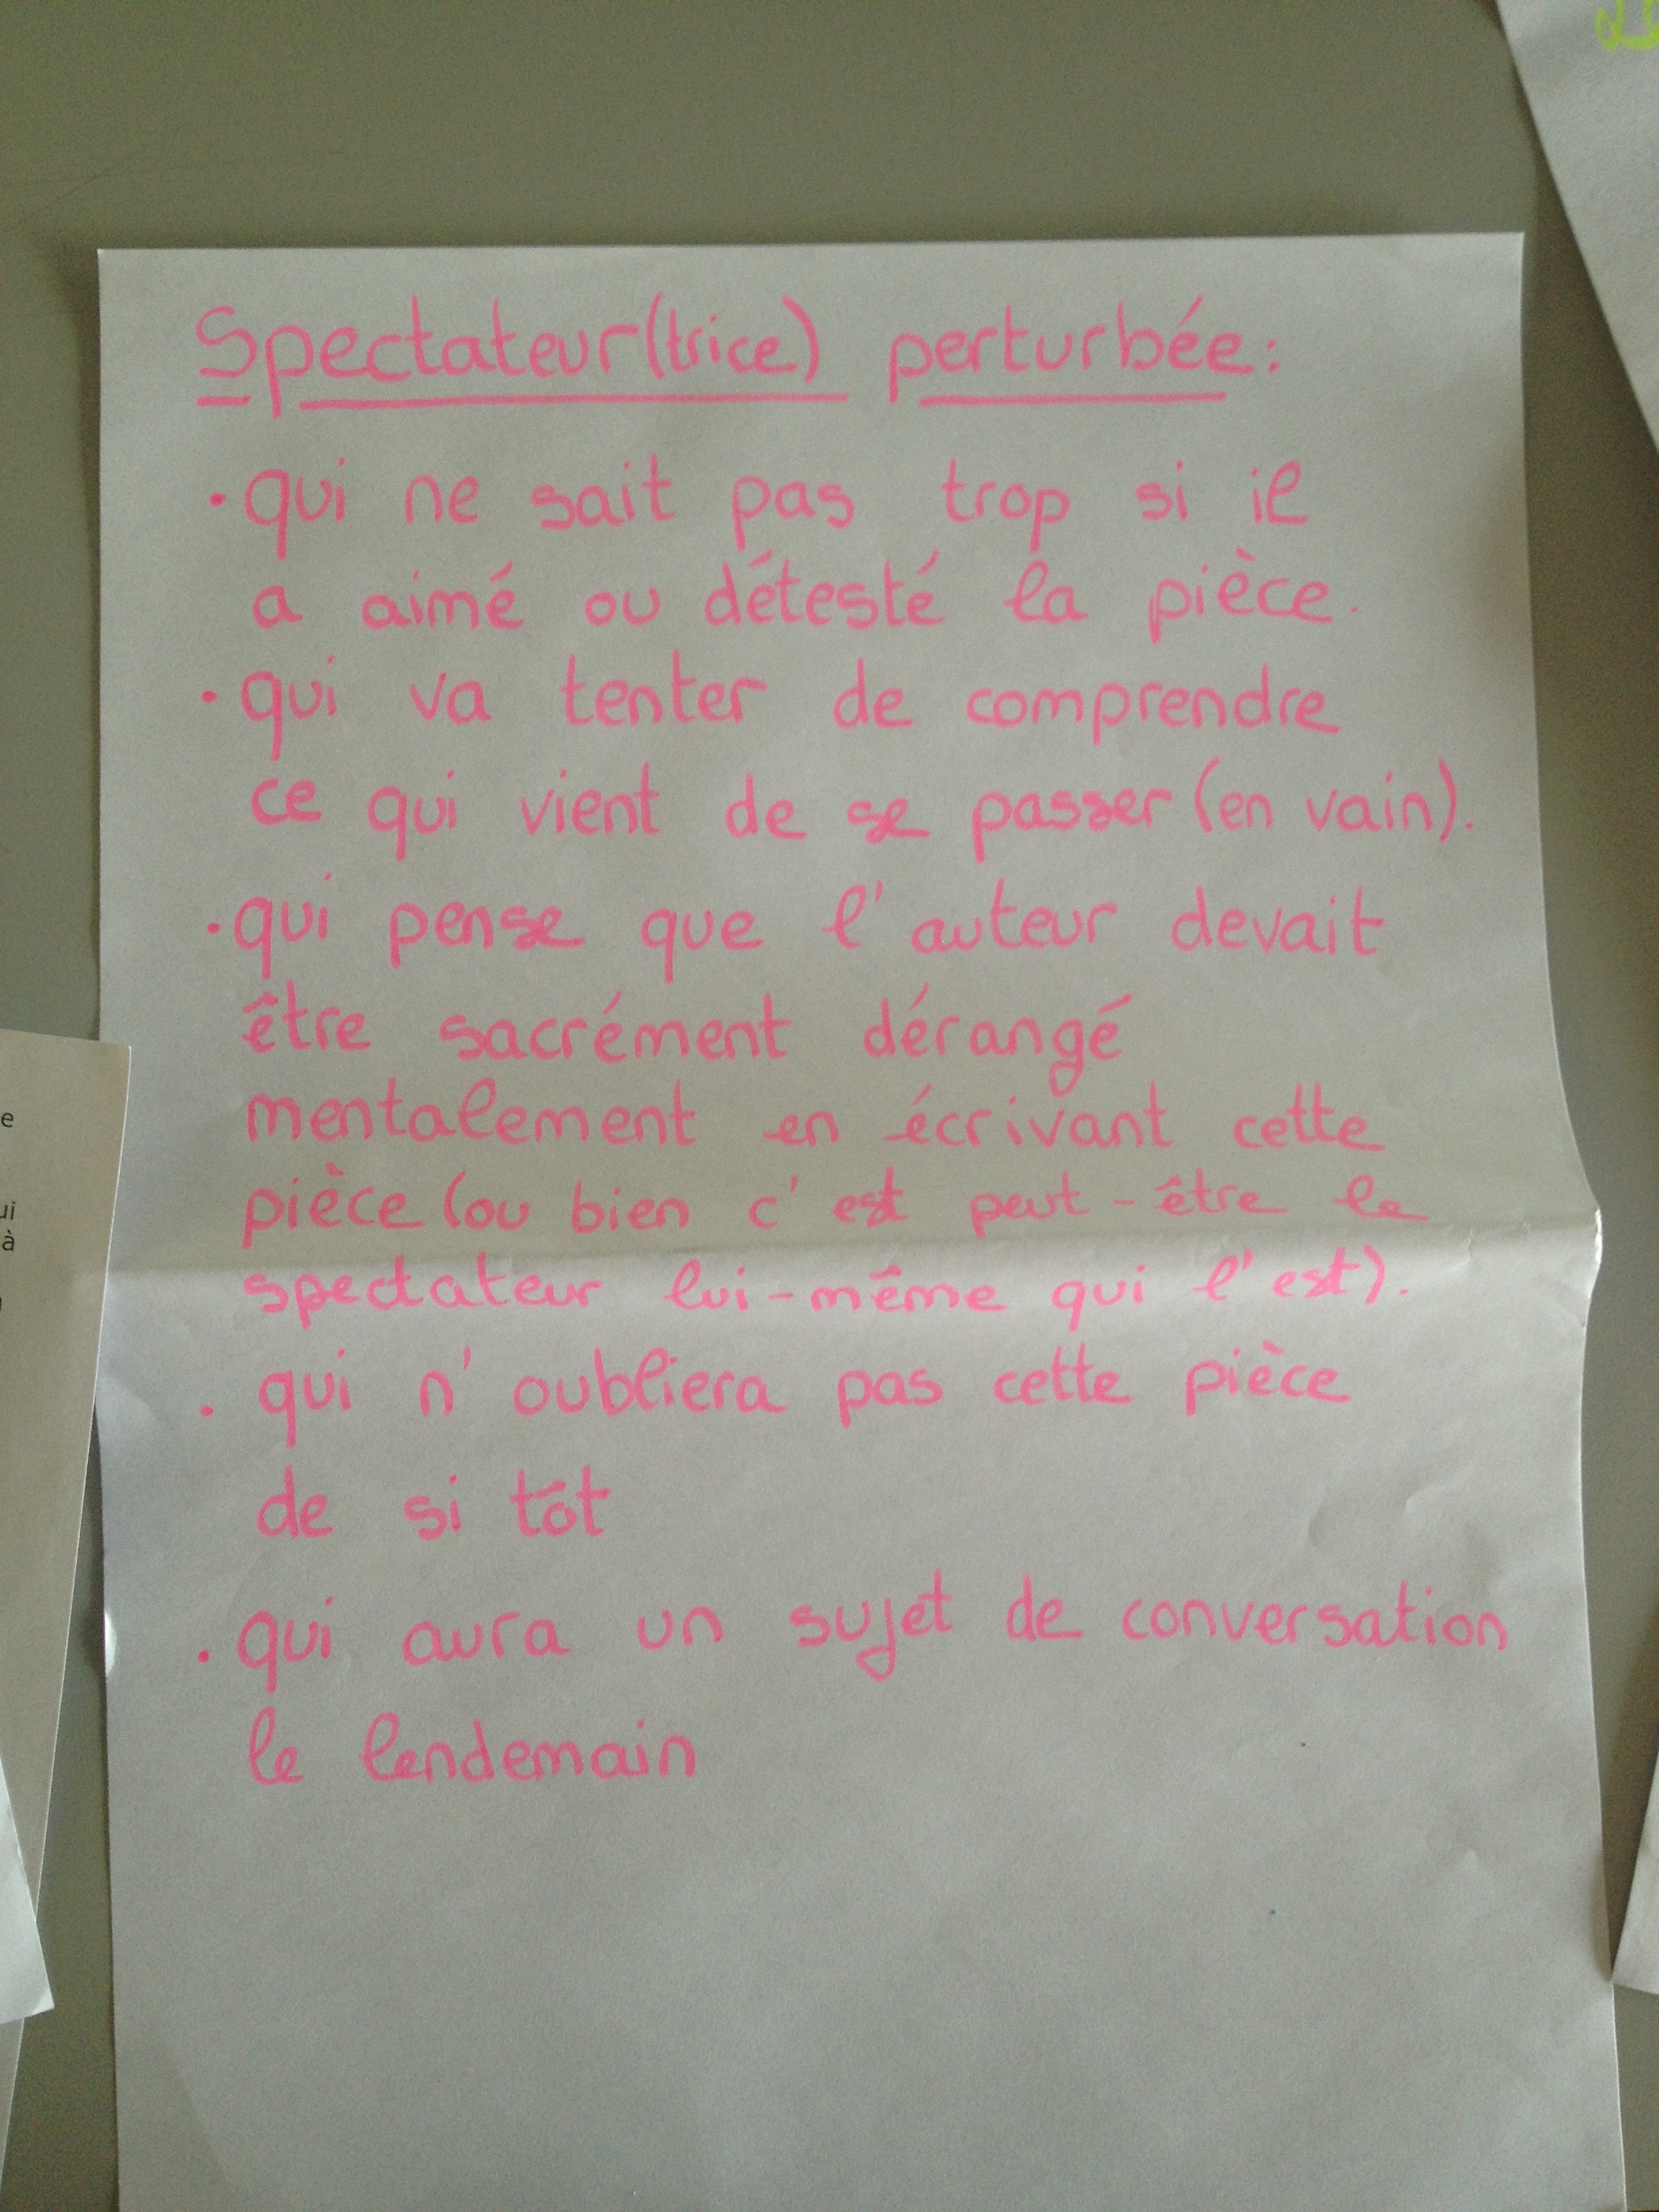 Spectateur(trice) perturbée:
• qui ne sait pas trop si il
a aimé ou détesté la pièce.
• qui va tenter de comprendre
ce qui vient de se passer (en vain).
• qui pense que l'auteur devait
être sacrément dérangé
mentalement en écrivant cette
pièce (ou bien c'est peut-être le
spectateur lui-même qui l'est).
• qui n'oubliera pas cette pièce
de si tôt
• qui aura un sujet de conversation
le lendemain
e
ui
à